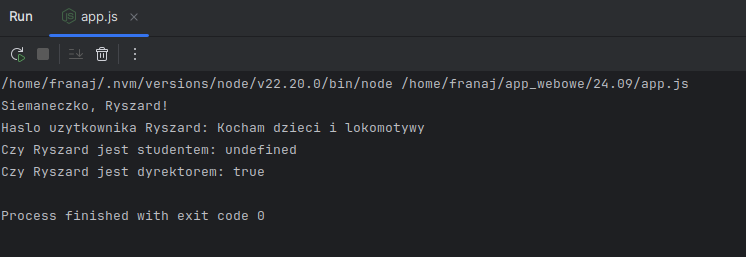 Run app.js
/home/franaj/.nvm/versions/node/v22.20.0/bin/node /home/franaj/app_webowe/24.09/app.js
Siemaneczko, Ryszard!
Haslo uzytkownika Ryszard: Kocham dzieci i lokomotywy
Czy Ryszard jest studentem: undefined
Czy Ryszard jest dyrektorem: true
Process finished with exit code 0